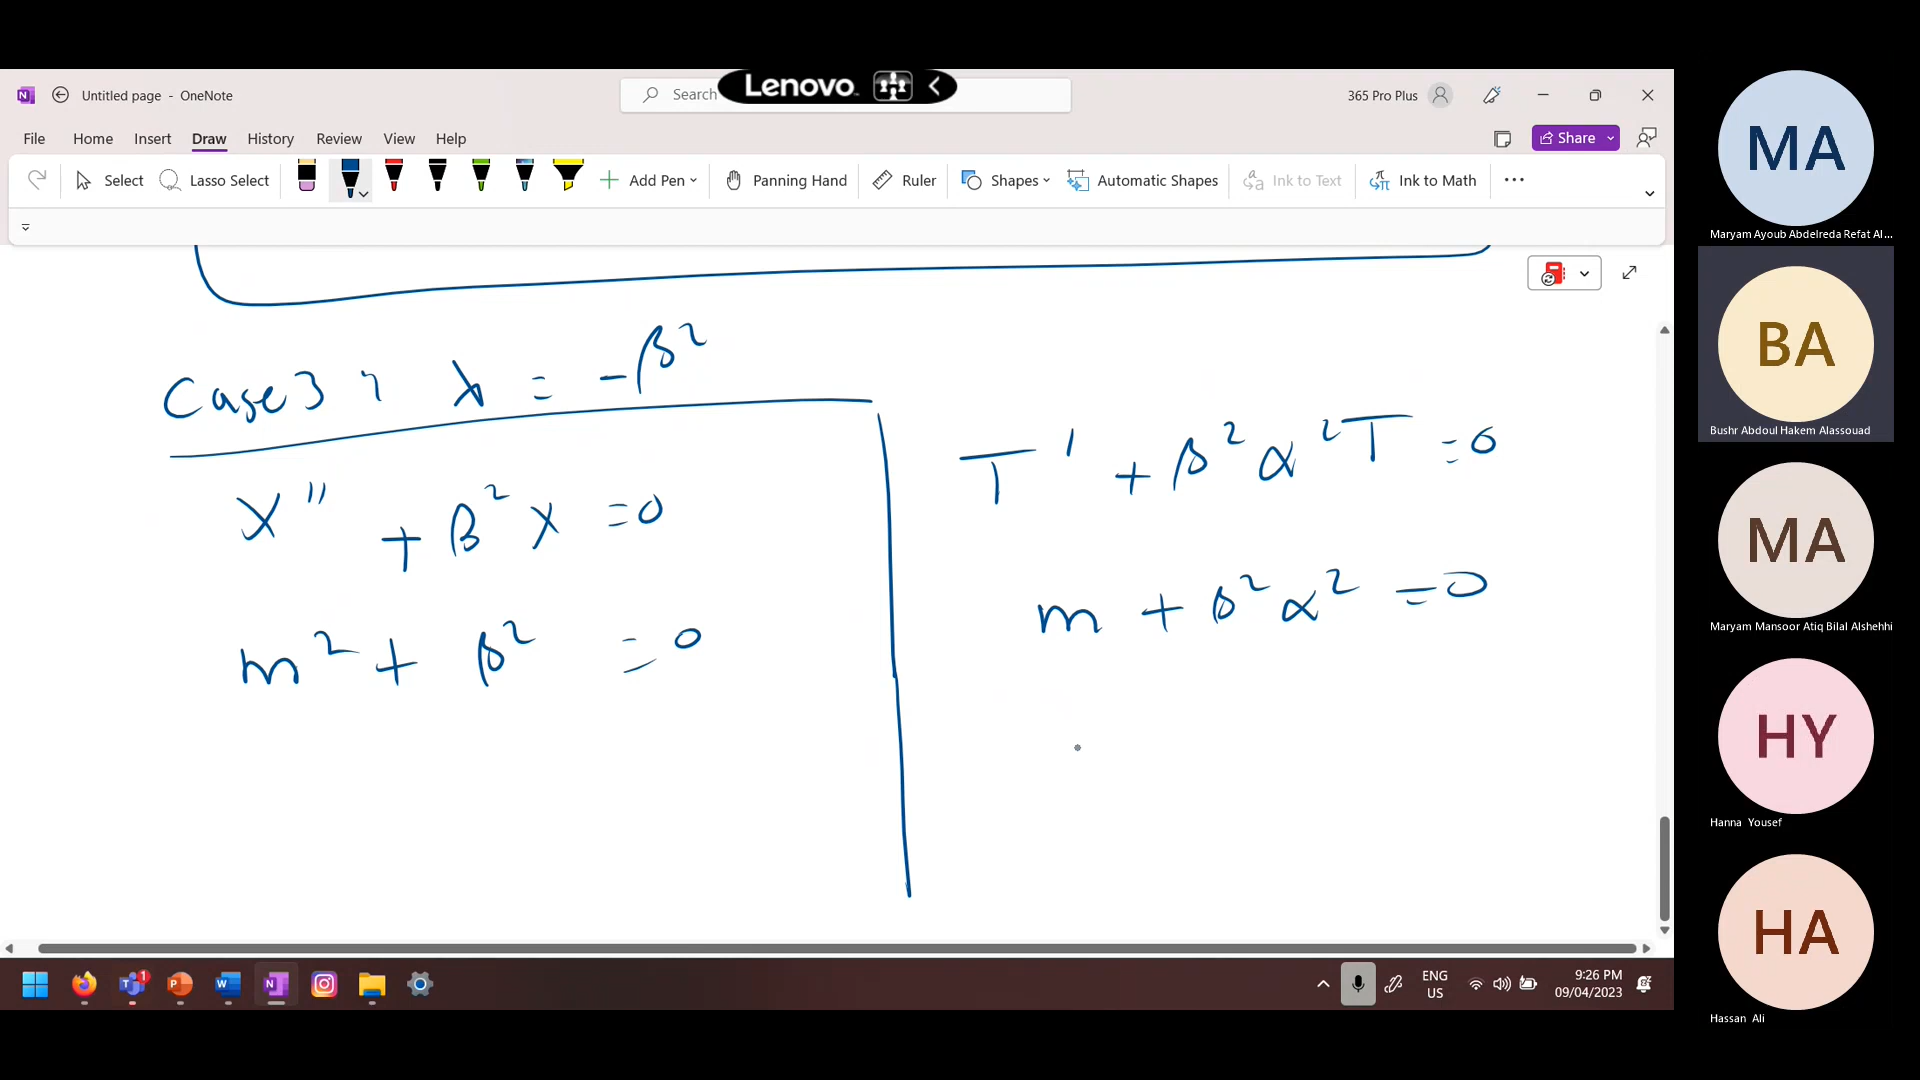 Lenovo
Untitled page - OneNote
Search
365 Pro Plus
File Home Insert Draw History Review View Help
Share
Select
Lasso Select
Add Pen
Panning Hand
Ruler
Shapes
Automatic Shapes
Ink to Text
Ink to Math
Case 3 : λ = -β²
X'' + β² X = 0
m² + β² = 0
T' + β² α² T = 0
m + β² α² = 0
MA
Maryam Ayoub Abdelreda Refat Al...
BA
Bushr Abdoul Hakem Alassouad
MA
Maryam Mansoor Atiq Bilal Alshehhi
HY
Hanna Yousef
HA
Hassan Ali
1
ENG
US
9:26 PM
09/04/2023